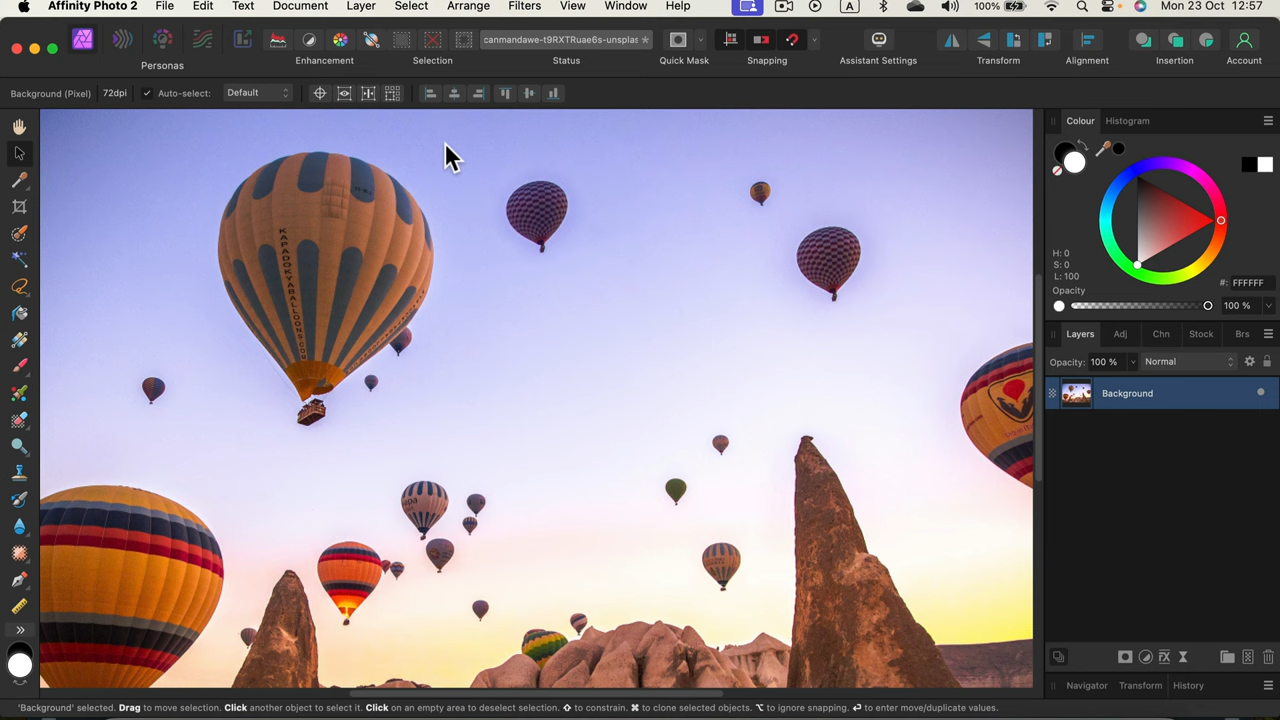 Affinity Photo 2 File Edit Text Document Layer Select Arrange Filters View Window Help A 100% Mon 23 Oct 12:57
canmandawe-t9RXTRuae6s-unsplas *
Personas Enhancement Selection Status Quick Mask Snapping Assistant Settings Transform Alignment Insertion Account
Background (Pixel) 72dpi Auto-select: Default
Colour Histogram
H: 0
S: 0
L: 100
#: FFFFFF
Opacity
100 %
Layers Adj Chn Stock Brs
Opacity: 100 % Normal
Background
KAPADOKYABALLOONS.COM
Navigator Transform History
'Background' selected. Drag to move selection. Click another object to select it. Click on an empty area to deselect selection. ⇧ to constrain. ⌘ to clone selected objects. ⌥ to ignore snapping. ↵ to enter move/duplicate values.